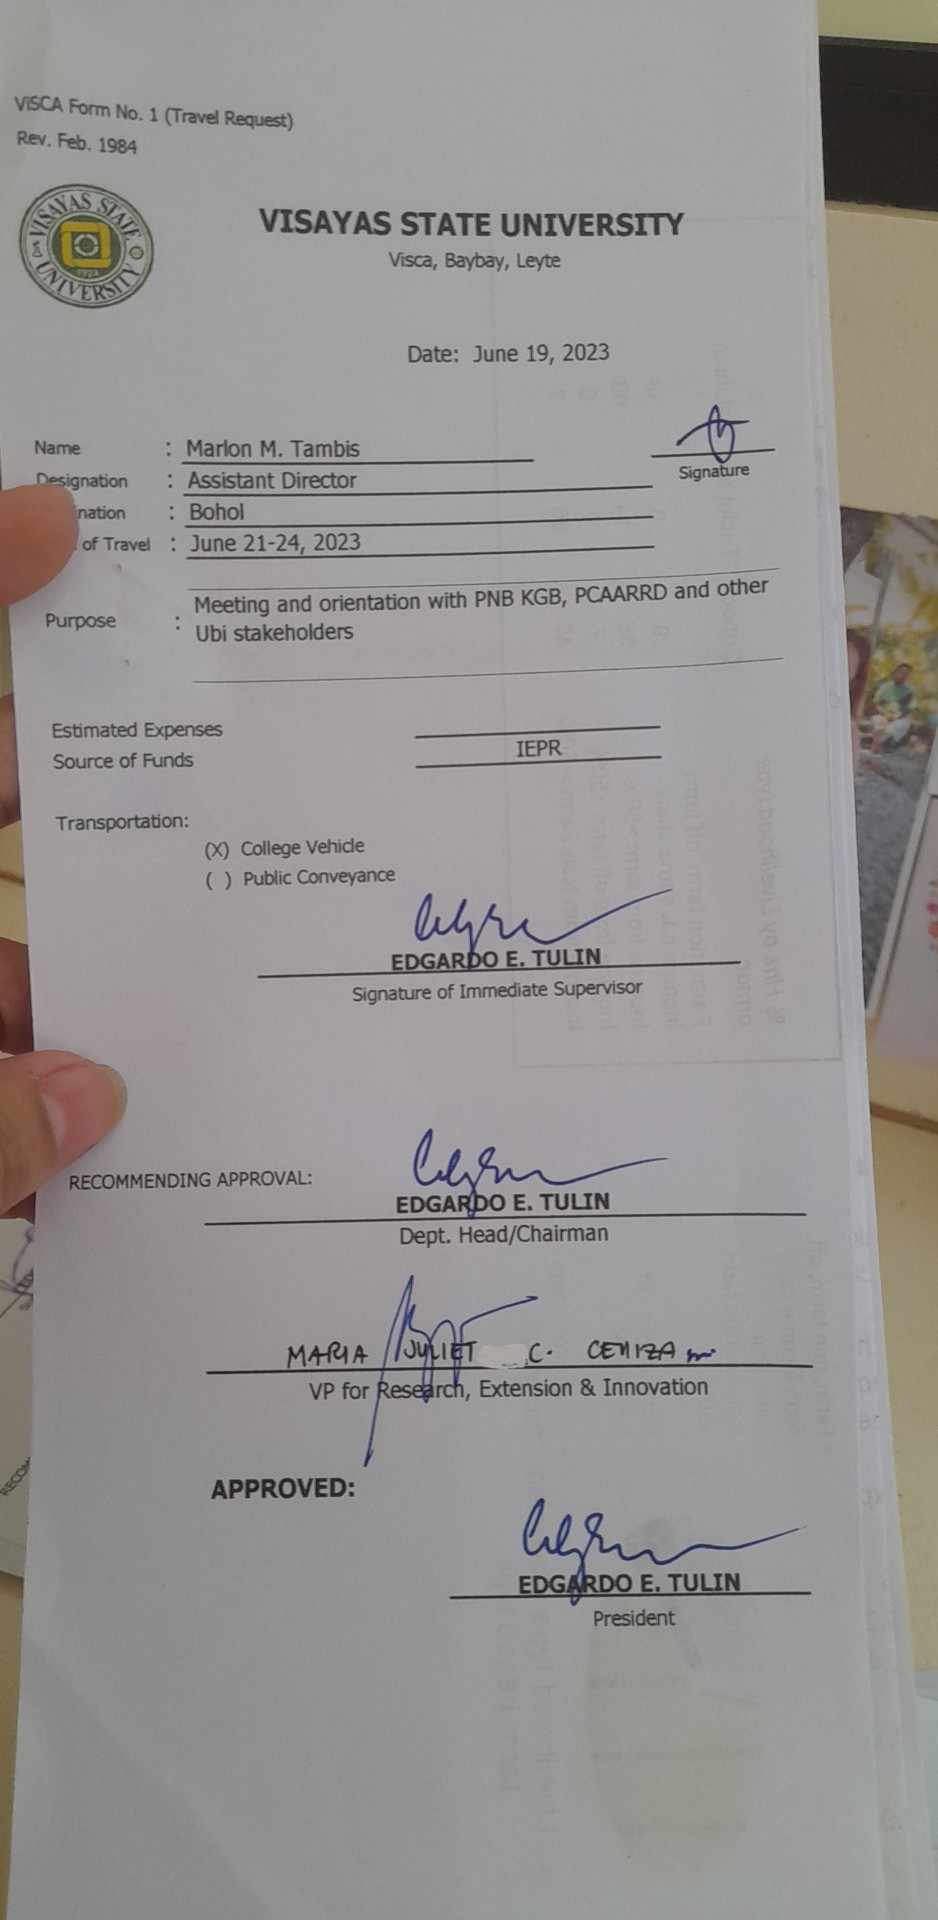 ViSCA Form No. 1 (Travel Request)
Rev. Feb. 1984
VISAYAS STATE UNIVERSITY
VISAYAS STATE UNIVERSITY
Visca, Baybay, Leyte
Date: June 19, 2023
Name : Marlon M. Tambis
Signature
Designation : Assistant Director
nation : Bohol
of Travel : June 21-24, 2023
Purpose : Meeting and orientation with PNB KGB, PCAARRD and other
Ubi stakeholders
Estimated Expenses
Source of Funds IEPR
Transportation:
(X) College Vehicle
( ) Public Conveyance
EDGARDO E. TULIN
Signature of Immediate Supervisor
RECOMMENDING APPROVAL:
EDGARDO E. TULIN
Dept. Head/Chairman
MARIA JULIET C. CENIZA
VP for Research, Extension & Innovation
APPROVED:
EDGARDO E. TULIN
President